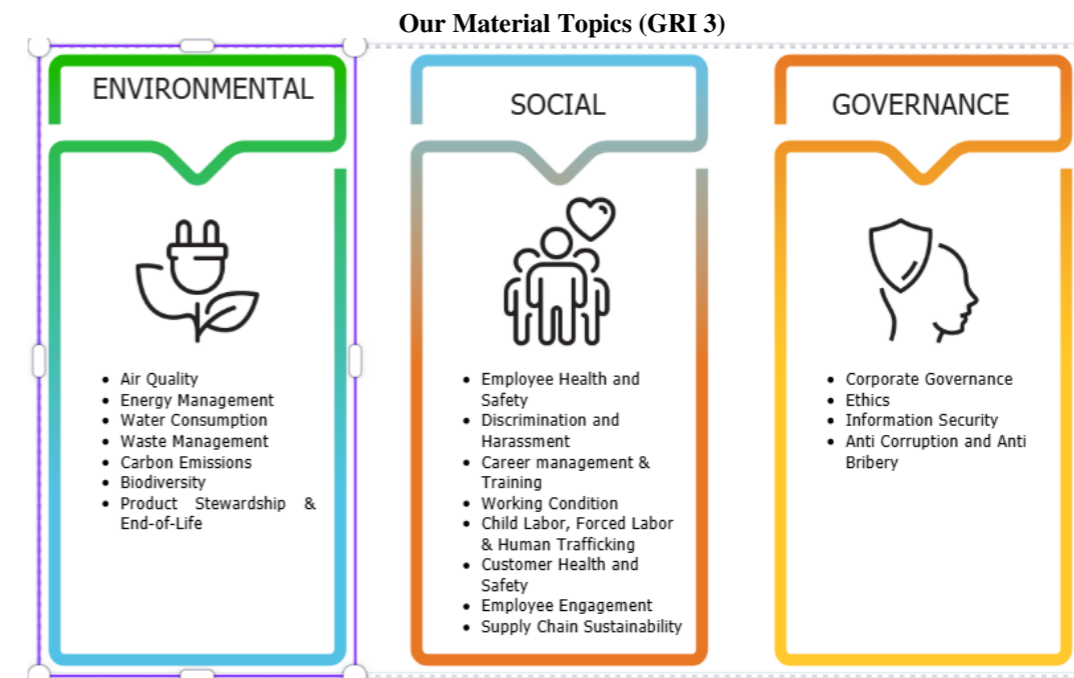 Our Material Topics (GRI 3)
ENVIRONMENTAL
• Air Quality
• Energy Management
• Water Consumption
• Waste Management
• Carbon Emissions
• Biodiversity
• Product Stewardship &
End-of-Life
SOCIAL
• Employee Health and
Safety
• Discrimination and
Harassment
• Career management &
Training
• Working Condition
• Child Labor, Forced Labor
& Human Trafficking
• Customer Health and
Safety
• Employee Engagement
• Supply Chain Sustainability
GOVERNANCE
• Corporate Governance
• Ethics
• Information Security
• Anti Corruption and Anti
Bribery